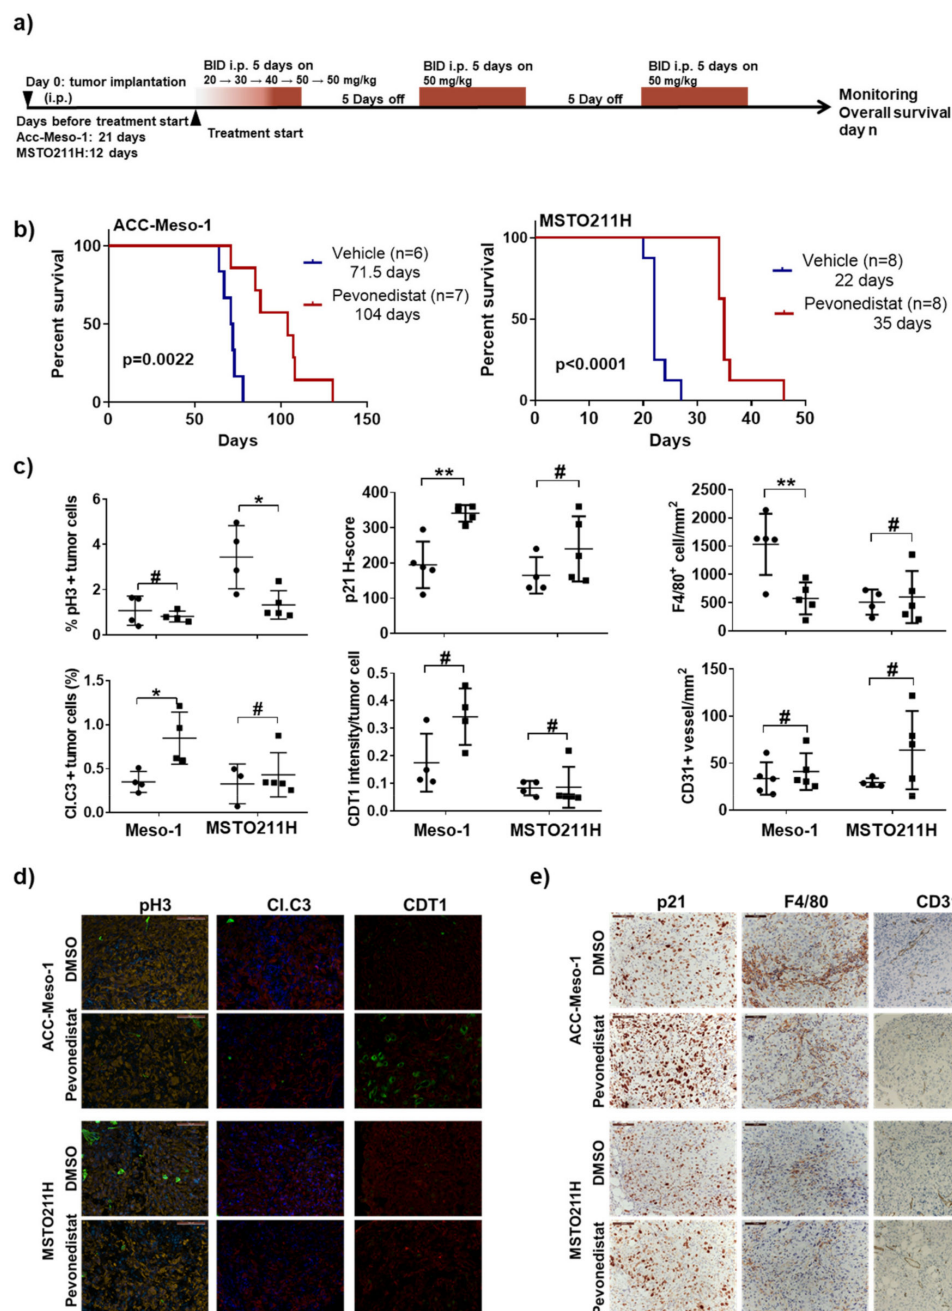 a)
Day 0: tumor implantation
(i.p.)
BID i.p. 5 days on
20 → 30 → 40 → 50 → 50 mg/kg
5 Days off
BID i.p. 5 days on
50 mg/kg
5 Day off
BID i.p. 5 days on
50 mg/kg
Monitoring
Overall survival
day n
Days before treatment start
Acc-Meso-1: 21 days
MSTO211H:12 days
Treatment start
b)
ACC-Meso-1
Percent survival
100
50
0
0 50 100 150
Days
p=0.0022
Vehicle (n=6)
71.5 days
Pevonedistat (n=7)
104 days
MSTO211H
Percent survival
100
50
0
0 10 20 30 40 50
Days
p<0.0001
Vehicle (n=8)
22 days
Pevonedistat (n=8)
35 days
c)
% pH3 + tumor cells
6
4
2
0
#
*
p21 H-score
400
300
200
100
0
**
#
F4/80⁺ cell/mm²
2500
2000
1500
1000
500
0
**
#
Cl.C3 + tumor cells (%)
1.5
1.0
0.5
0.0
*
#
Meso-1 MSTO211H
CDT1 Intensity/tumor cell
0.5
0.4
0.3
0.2
0.1
0.0
#
#
Meso-1 MSTO211H
CD31+ vessel/mm²
150
100
50
0
#
#
Meso-1 MSTO211H
d)
pH3 Cl.C3 CDT1
ACC-Meso-1
DMSO
Pevonedistat
MSTO211H
DMSO
Pevonedistat
e)
p21 F4/80 CD3
ACC-Meso-1
DMSO
Pevonedistat
MSTO211H
DMSO
Pevonedistat